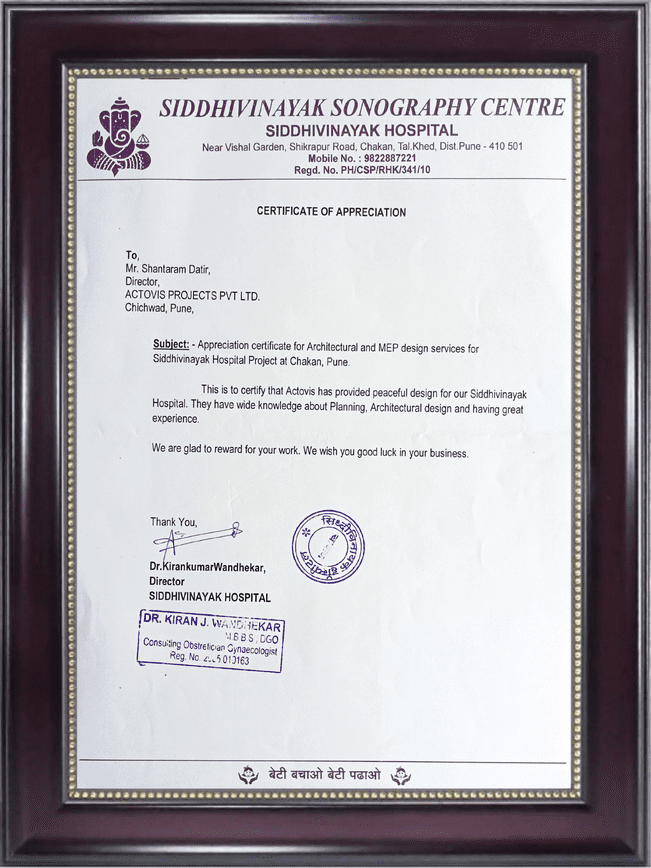 SIDDHIVINAYAK SONOGRAPHY CENTRE
SIDDHIVINAYAK HOSPITAL
Near Vishal Garden, Shikrapur Road, Chakan, Tal.Khed, Dist.Pune - 410 501
Mobile No. : 9822887221
Regd. No. PH/CSP/RHK/341/10
CERTIFICATE OF APPRECIATION
To,
Mr. Shantaram Datir,
Director,
ACTOVIS PROJECTS PVT LTD.
Chichwad, Pune,
Subject: - Appreciation certificate for Architectural and MEP design services for
Siddhivinayak Hospital Project at Chakan, Pune.
This is to certify that Actovis has provided peaceful design for our Siddhivinayak
Hospital. They have wide knowledge about Planning, Architectural design and having great
experience.
We are glad to reward for your work. We wish you good luck in your business.
Thank You,
Dr.KirankumarWandhekar,
Director
SIDDHIVINAYAK HOSPITAL
DR. KIRAN J. WANDHEKAR
M.B.B.S., DGO
Consulting Obstretician Gynaecologist
Reg. No.
बेटी बचाओ बेटी पढाओ